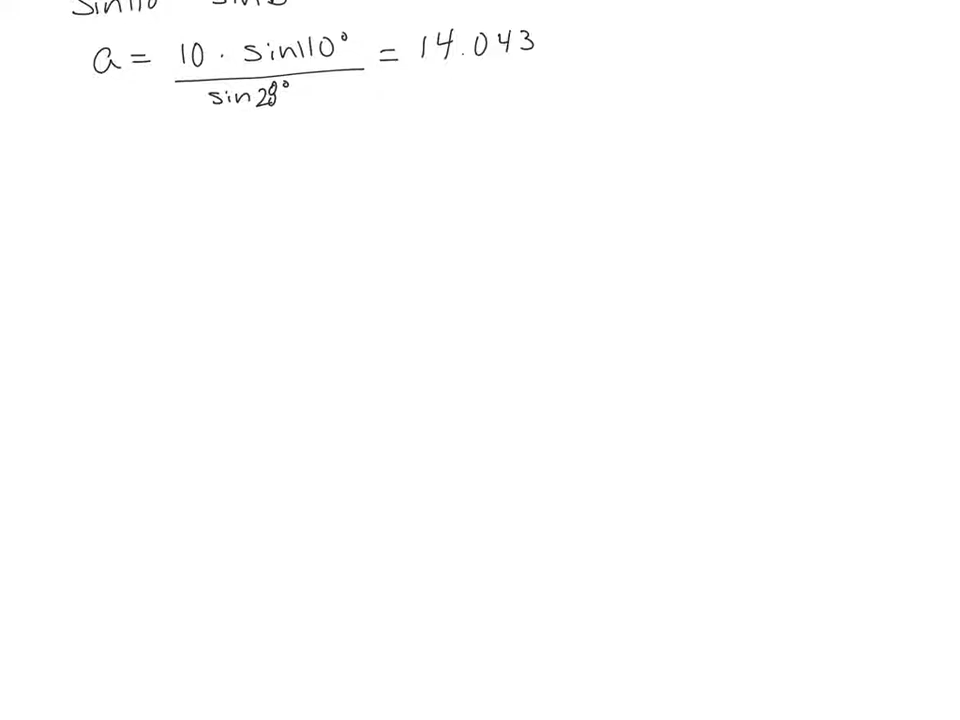 a = 10 · sin110° = 14.043
sin28°